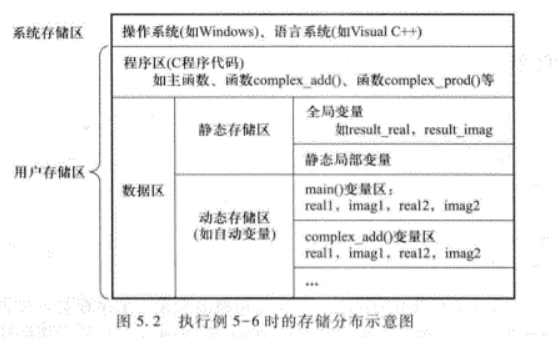 系统存储区
操作系统(如Windows)、语言系统(如Visual C++)
用户存储区
程序区(C程序代码)
如主函数、函数complex_add()、函数complex_prod()等
数据区
静态存储区
全局变量
如result_real，result_imag
静态局部变量
动态存储区
(如自动变量)
main()变量区：
real1，imag1，real2，imag2
complex_add()变量区
real1，imag1，real2，imag2
…
图 5.2 执行例 5-6 时的存储分布示意图